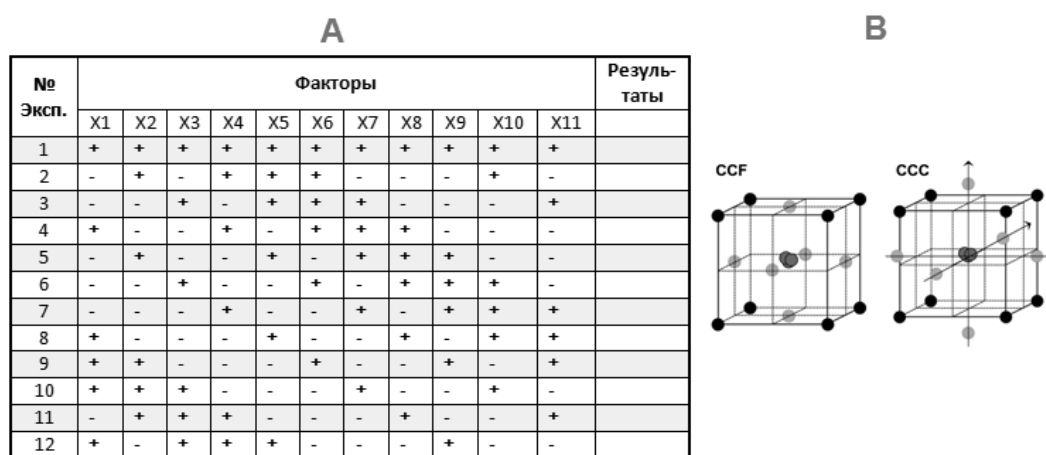 A
B
№ Эксп. Факторы Резуль-таты
X1 X2 X3 X4 X5 X6 X7 X8 X9 X10 X11
1 + + + + + + + + + + +
2 - + - + + + - - - + -
3 - - + - + + + - - - +
4 + - - + - + + + - - -
5 - + - - + - + + + - -
6 - - + - - + - + + + -
7 - - - + - - + - + + +
8 + - - - + - - + - + +
9 + + - - - + - - + - +
10 + + + - - - + - - + -
11 - + + + - - - + - - +
12 + - + + + - - - + - -
CCF CCC